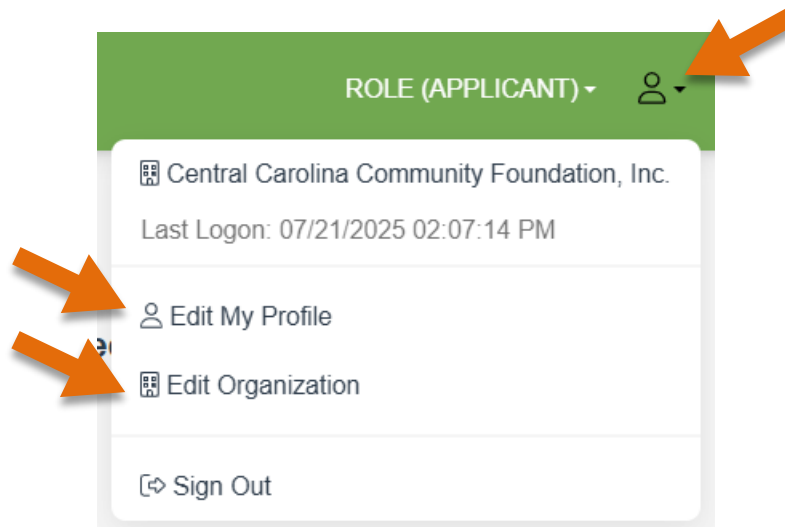 ROLE (APPLICANT)
Central Carolina Community Foundation, Inc.
Last Logon: 07/21/2025 02:07:14 PM
Edit My Profile
Edit Organization
Sign Out